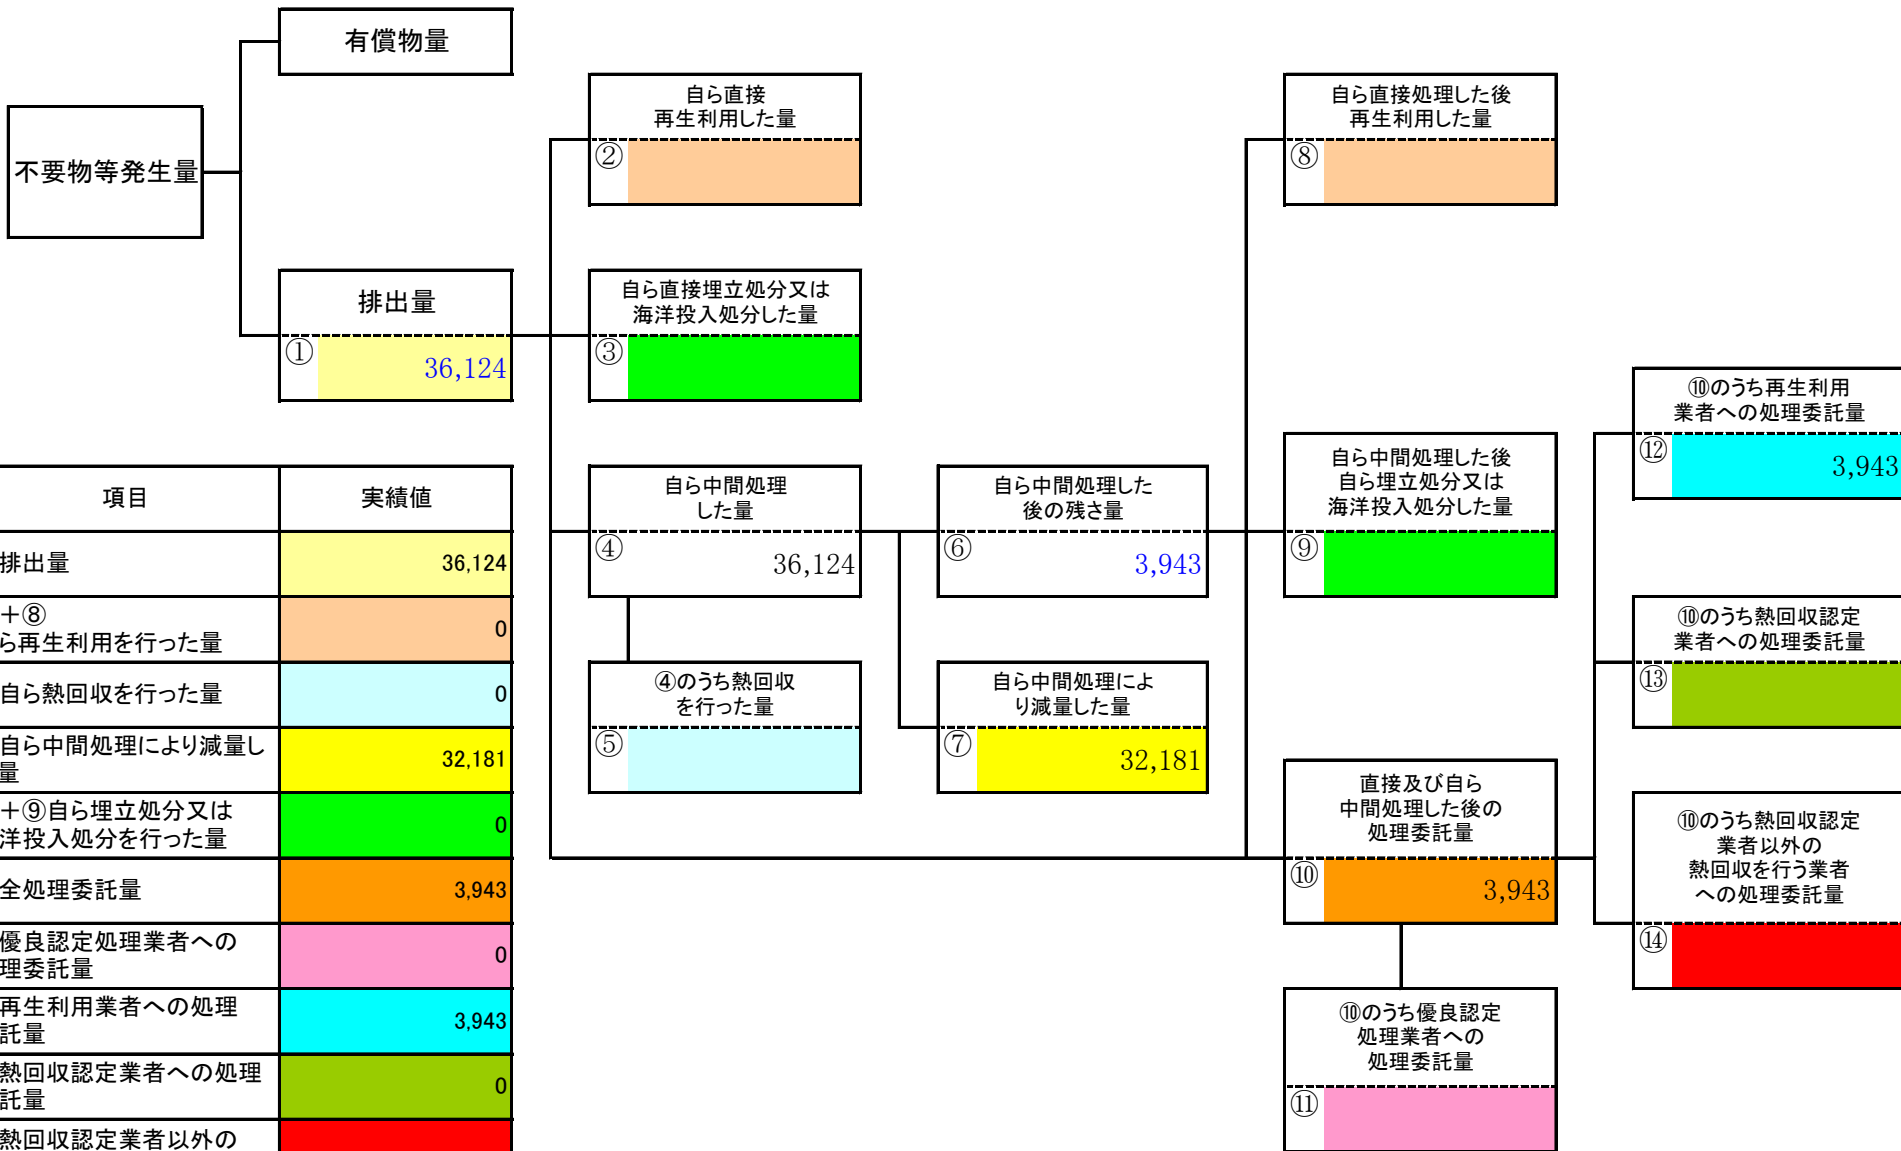 有償物量
不要物等発生量
排出量
①
36,124
自ら直接
再生利用した量
②
自ら直接埋立処分又は
海洋投入処分した量
③
自ら中間処理
した量
④
36,124
④のうち熱回収
を行った量
⑤
自ら中間処理した
後の残さ量
⑥
3,943
自ら中間処理によ
り減量した量
⑦
32,181
自ら直接処理した後
再生利用した量
⑧
自ら中間処理した後
自ら埋立処分又は
海洋投入処分した量
⑨
直接及び自ら
中間処理した後の
処理委託量
⑩
3,943
⑩のうち優良認定
処理業者への
処理委託量
⑪
⑩のうち再生利用
業者への処理委託量
⑫
3,943
⑩のうち熱回収認定
業者への処理委託量
⑬
⑩のうち熱回収認定
業者以外の
熱回収を行う業者
への処理委託量
⑭
項目 実績値
排出量 36,124
+⑧
ら再生利用を行った量 0
自ら熱回収を行った量 0
自ら中間処理により減量し
量 32,181
+⑨自ら埋立処分又は
洋投入処分を行った量 0
全処理委託量 3,943
優良認定処理業者への
理委託量 0
再生利用業者への処理
託量 3,943
熱回収認定業者への処理
託量 0
熱回収認定業者以外の